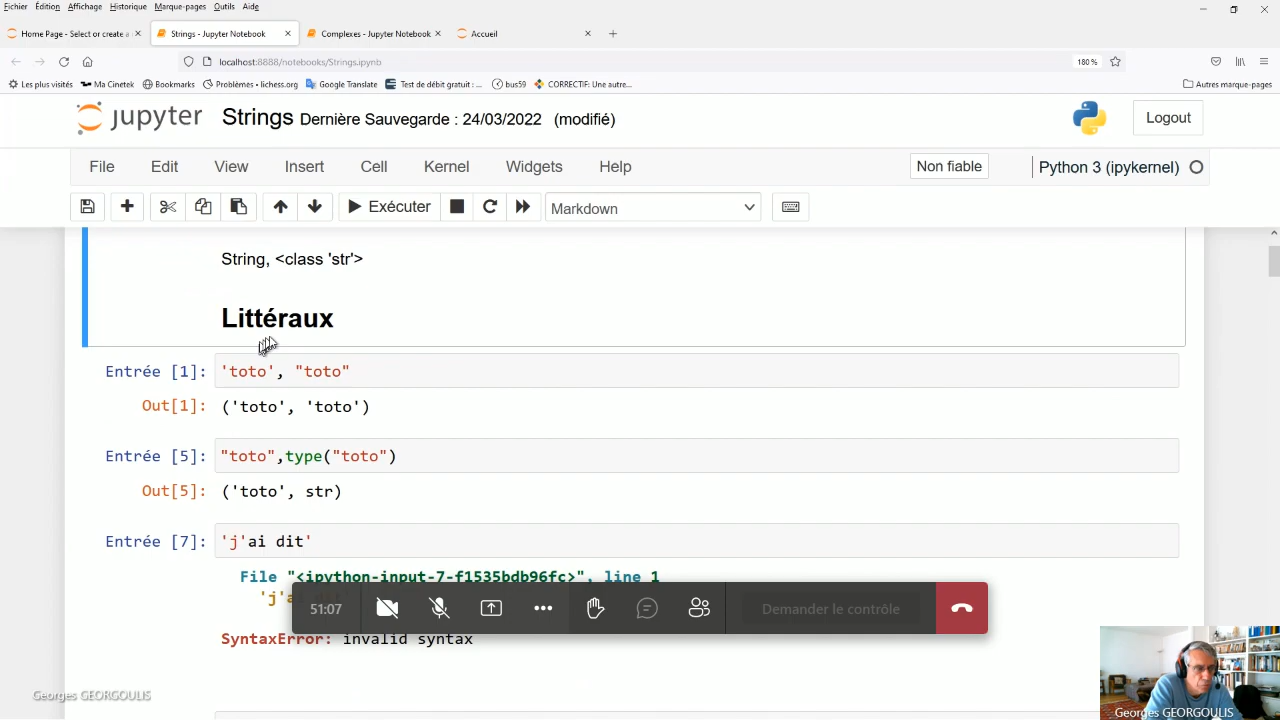 Fichier Édition Affichage Historique Marque-pages Outils Aide
Home Page - Select or create a
Strings - Jupyter Notebook
Complexes - Jupyter Notebook
Accueil
localhost:8888/notebooks/Strings.ipynb
180 %
Les plus visités Ma Cinetek Bookmarks Problèmes • lichess.org Google Translate Test de débit gratuit : ... bus59 CORRECTIF: Une autre... Autres marque-pages
jupyter Strings Dernière Sauvegarde : 24/03/2022 (modifié) Logout
File Edit View Insert Cell Kernel Widgets Help Non fiable Python 3 (ipykernel)
Exécuter Markdown
String, <class 'str'>
Littéraux
Entrée [1]: 'toto', "toto"
Out[1]: ('toto', 'toto')
Entrée [5]: "toto",type("toto")
Out[5]: ('toto', str)
Entrée [7]: 'j'ai dit'
File "<ipython-input-7-f1535bdb96fc>", line 1
'j'a
51:07 Demander le contrôle
SyntaxError: invalid syntax
Georges GEORGOULIS
Georges GEORGOULIS